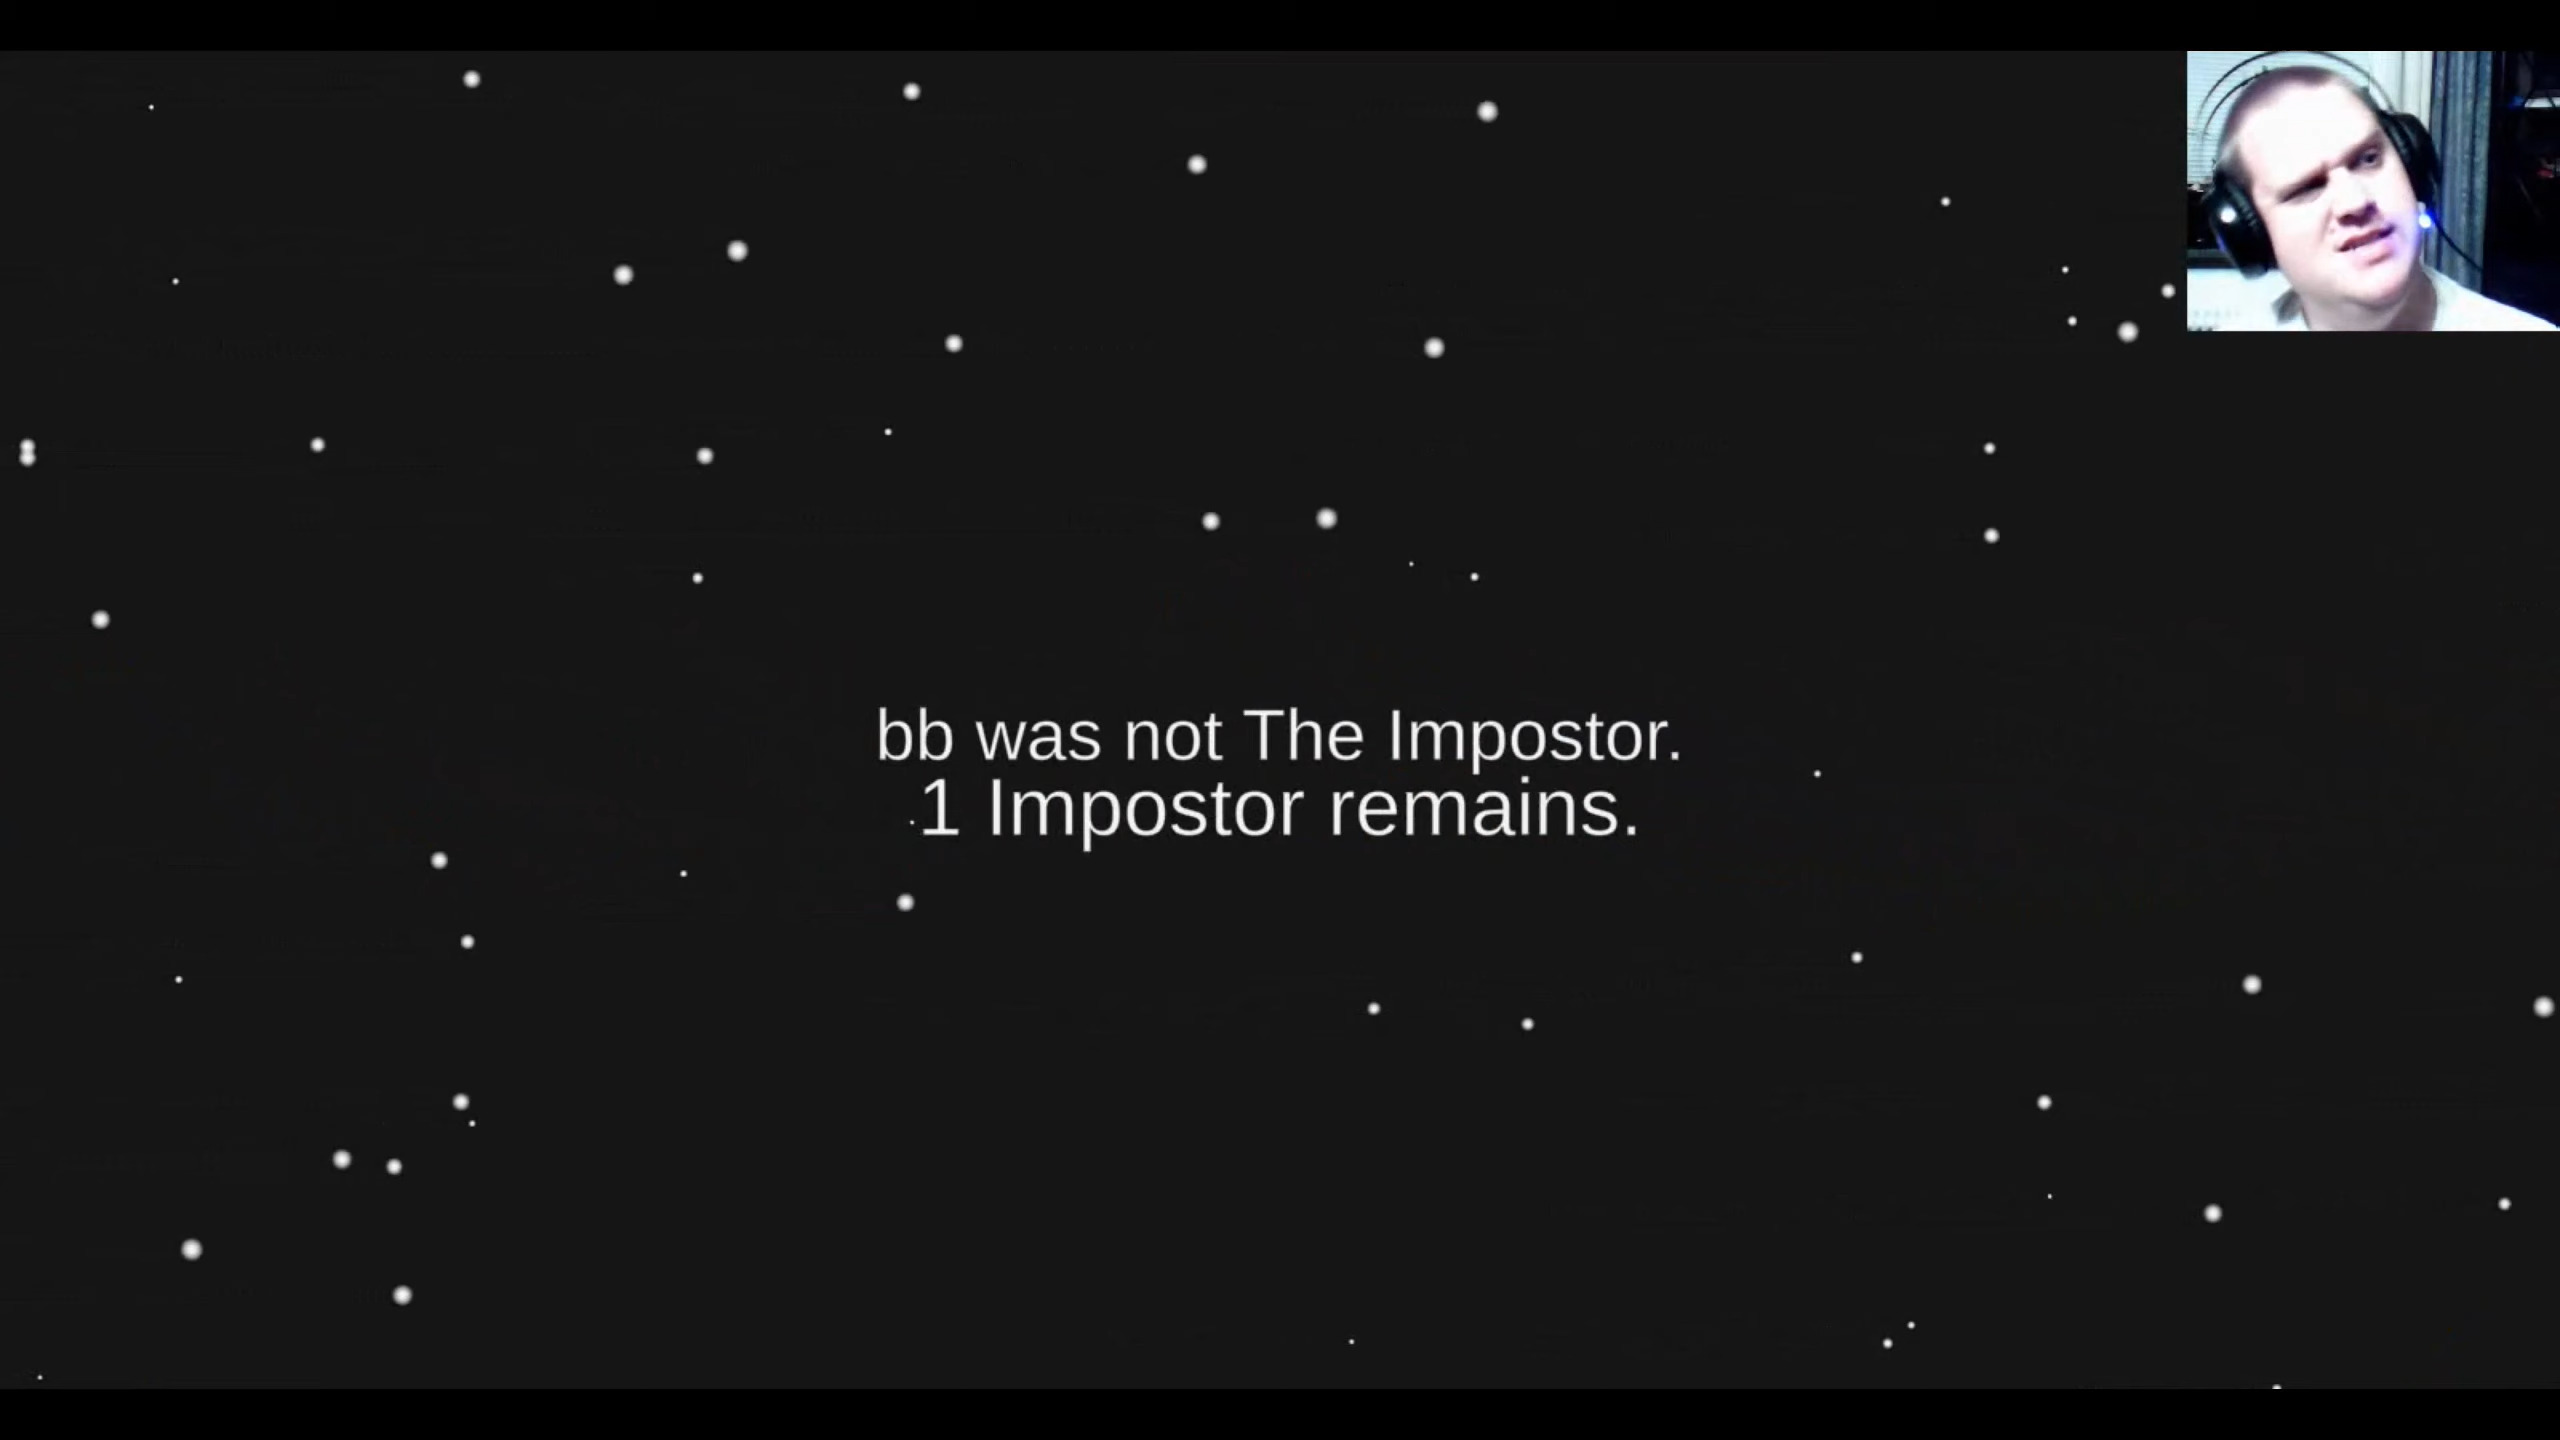 bb was not The Impostor.
1 Impostor remains.